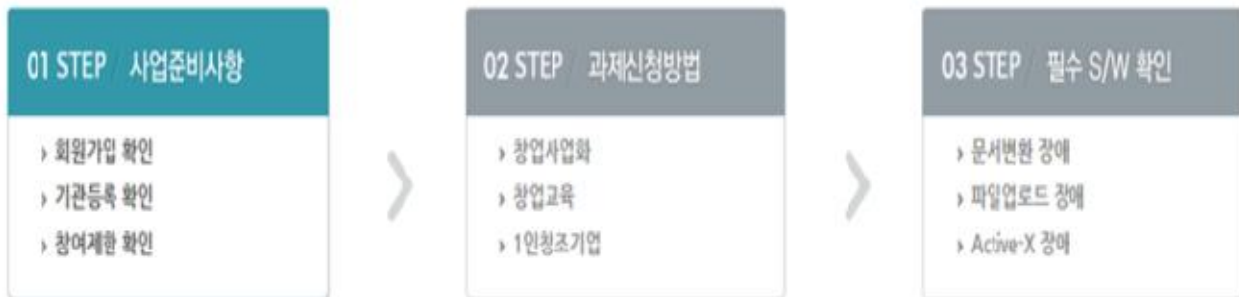 01 STEP / 사업준비사항
› 회원가입 확인
› 기관등록 확인
› 참여제한 확인
02 STEP / 과제신청방법
› 창업사업화
› 창업교육
› 1인창조기업
03 STEP / 필수 S/W 확인
› 문서변환 장애
› 파일업로드 장애
› Active-X 장애